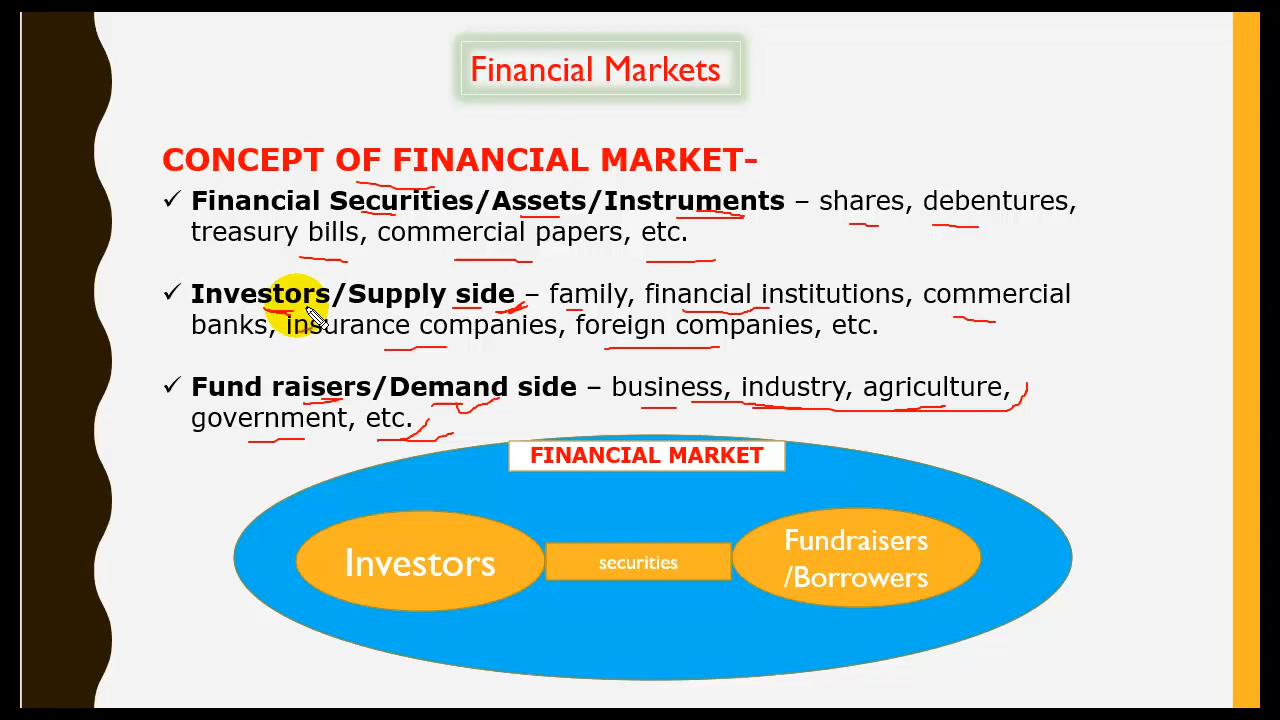 Financial Markets
CONCEPT OF FINANCIAL MARKET-
✓ Financial Securities/Assets/Instruments – shares, debentures,
treasury bills, commercial papers, etc.
✓ Investors/Supply side – family, financial institutions, commercial
banks, insurance companies, foreign companies, etc.
✓ Fund raisers/Demand side – business, industry, agriculture,
government, etc.
FINANCIAL MARKET
Investors
securities
Fundraisers
/Borrowers